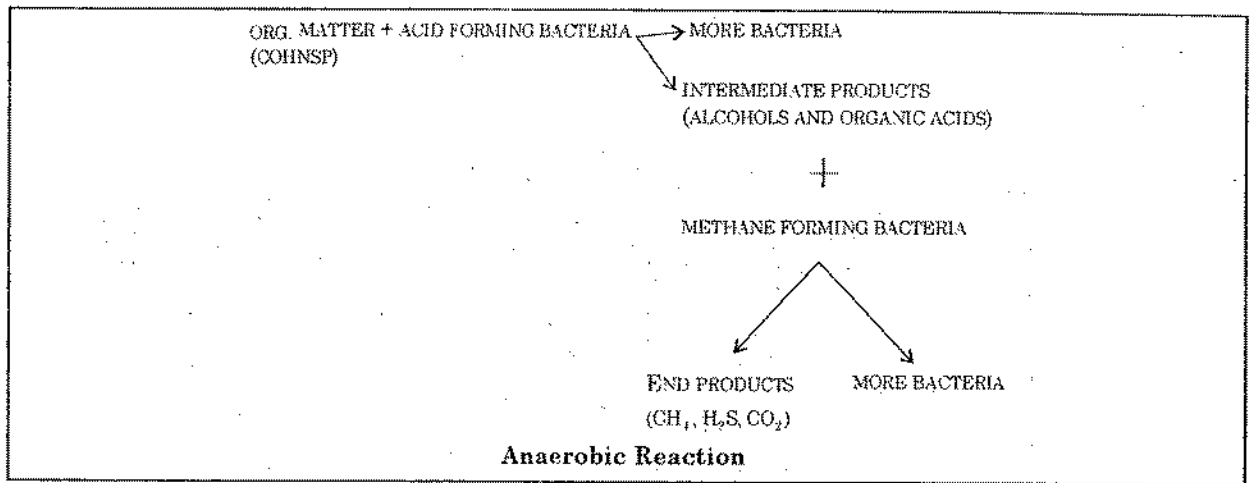 ORG. MATTER + ACID FORMING BACTERIA MORE BACTERIA
(COHNSP)
INTERMEDIATE PRODUCTS
(ALCOHOLS AND ORGANIC ACIDS)
+
METHANE FORMING BACTERIA
END PRODUCTS MORE BACTERIA
(CH₄, H₂S, CO₂)
Anaerobic Reaction